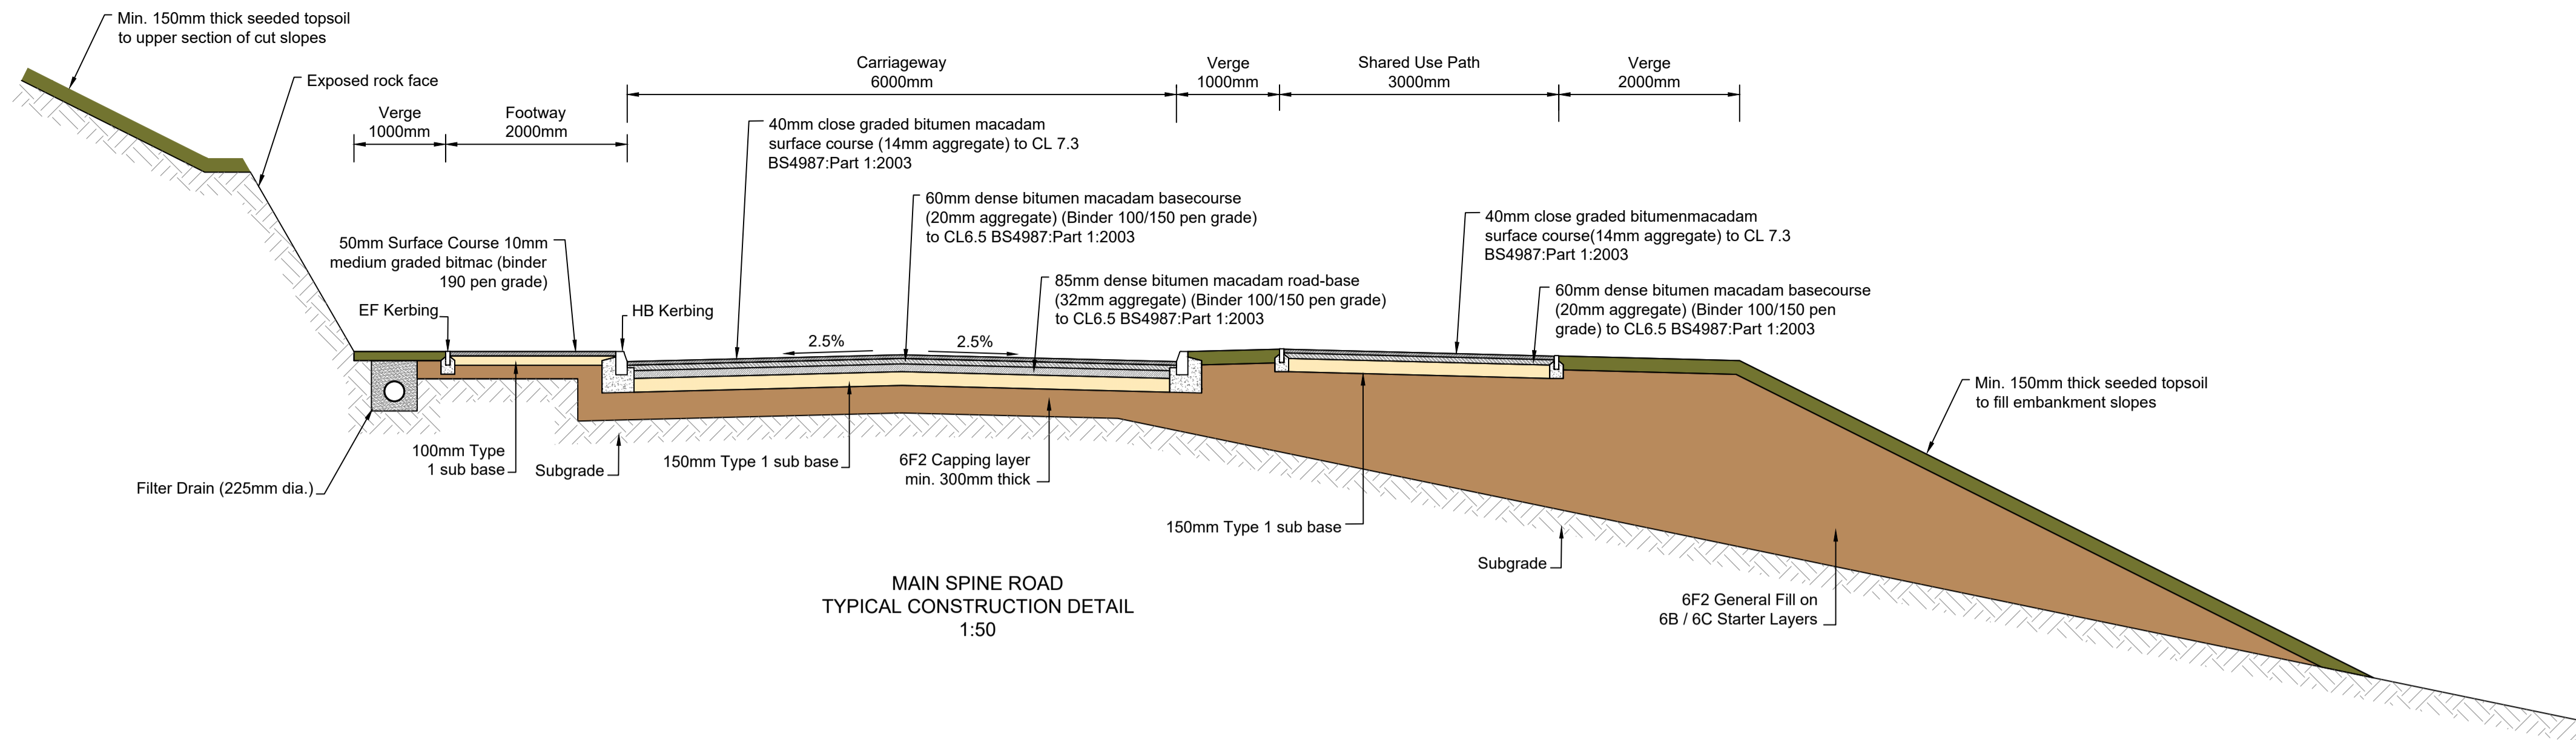 Min. 150mm thick seeded topsoil
to upper section of cut slopes
Exposed rock face
Verge
1000mm
Footway
2000mm
Carriageway
6000mm
Verge
1000mm
Shared Use Path
3000mm
Verge
2000mm
40mm close graded bitumen macadam
surface course (14mm aggregate) to CL 7.3
BS4987:Part 1:2003
60mm dense bitumen macadam basecourse
(20mm aggregate) (Binder 100/150 pen grade)
to CL6.5 BS4987:Part 1:2003
85mm dense bitumen macadam road-base
(32mm aggregate) (Binder 100/150 pen grade)
to CL6.5 BS4987:Part 1:2003
40mm close graded bitumenmacadam
surface course(14mm aggregate) to CL 7.3
BS4987:Part 1:2003
60mm dense bitumen macadam basecourse
(20mm aggregate) (Binder 100/150 pen
grade) to CL6.5 BS4987:Part 1:2003
50mm Surface Course 10mm
medium graded bitmac (binder
190 pen grade)
EF Kerbing
HB Kerbing
2.5%
2.5%
Min. 150mm thick seeded topsoil
to fill embankment slopes
100mm Type
1 sub base
Subgrade
150mm Type 1 sub base
6F2 Capping layer
min. 300mm thick
Filter Drain (225mm dia.)
150mm Type 1 sub base
Subgrade
6F2 General Fill on
6B / 6C Starter Layers
MAIN SPINE ROAD
TYPICAL CONSTRUCTION DETAIL
1:50